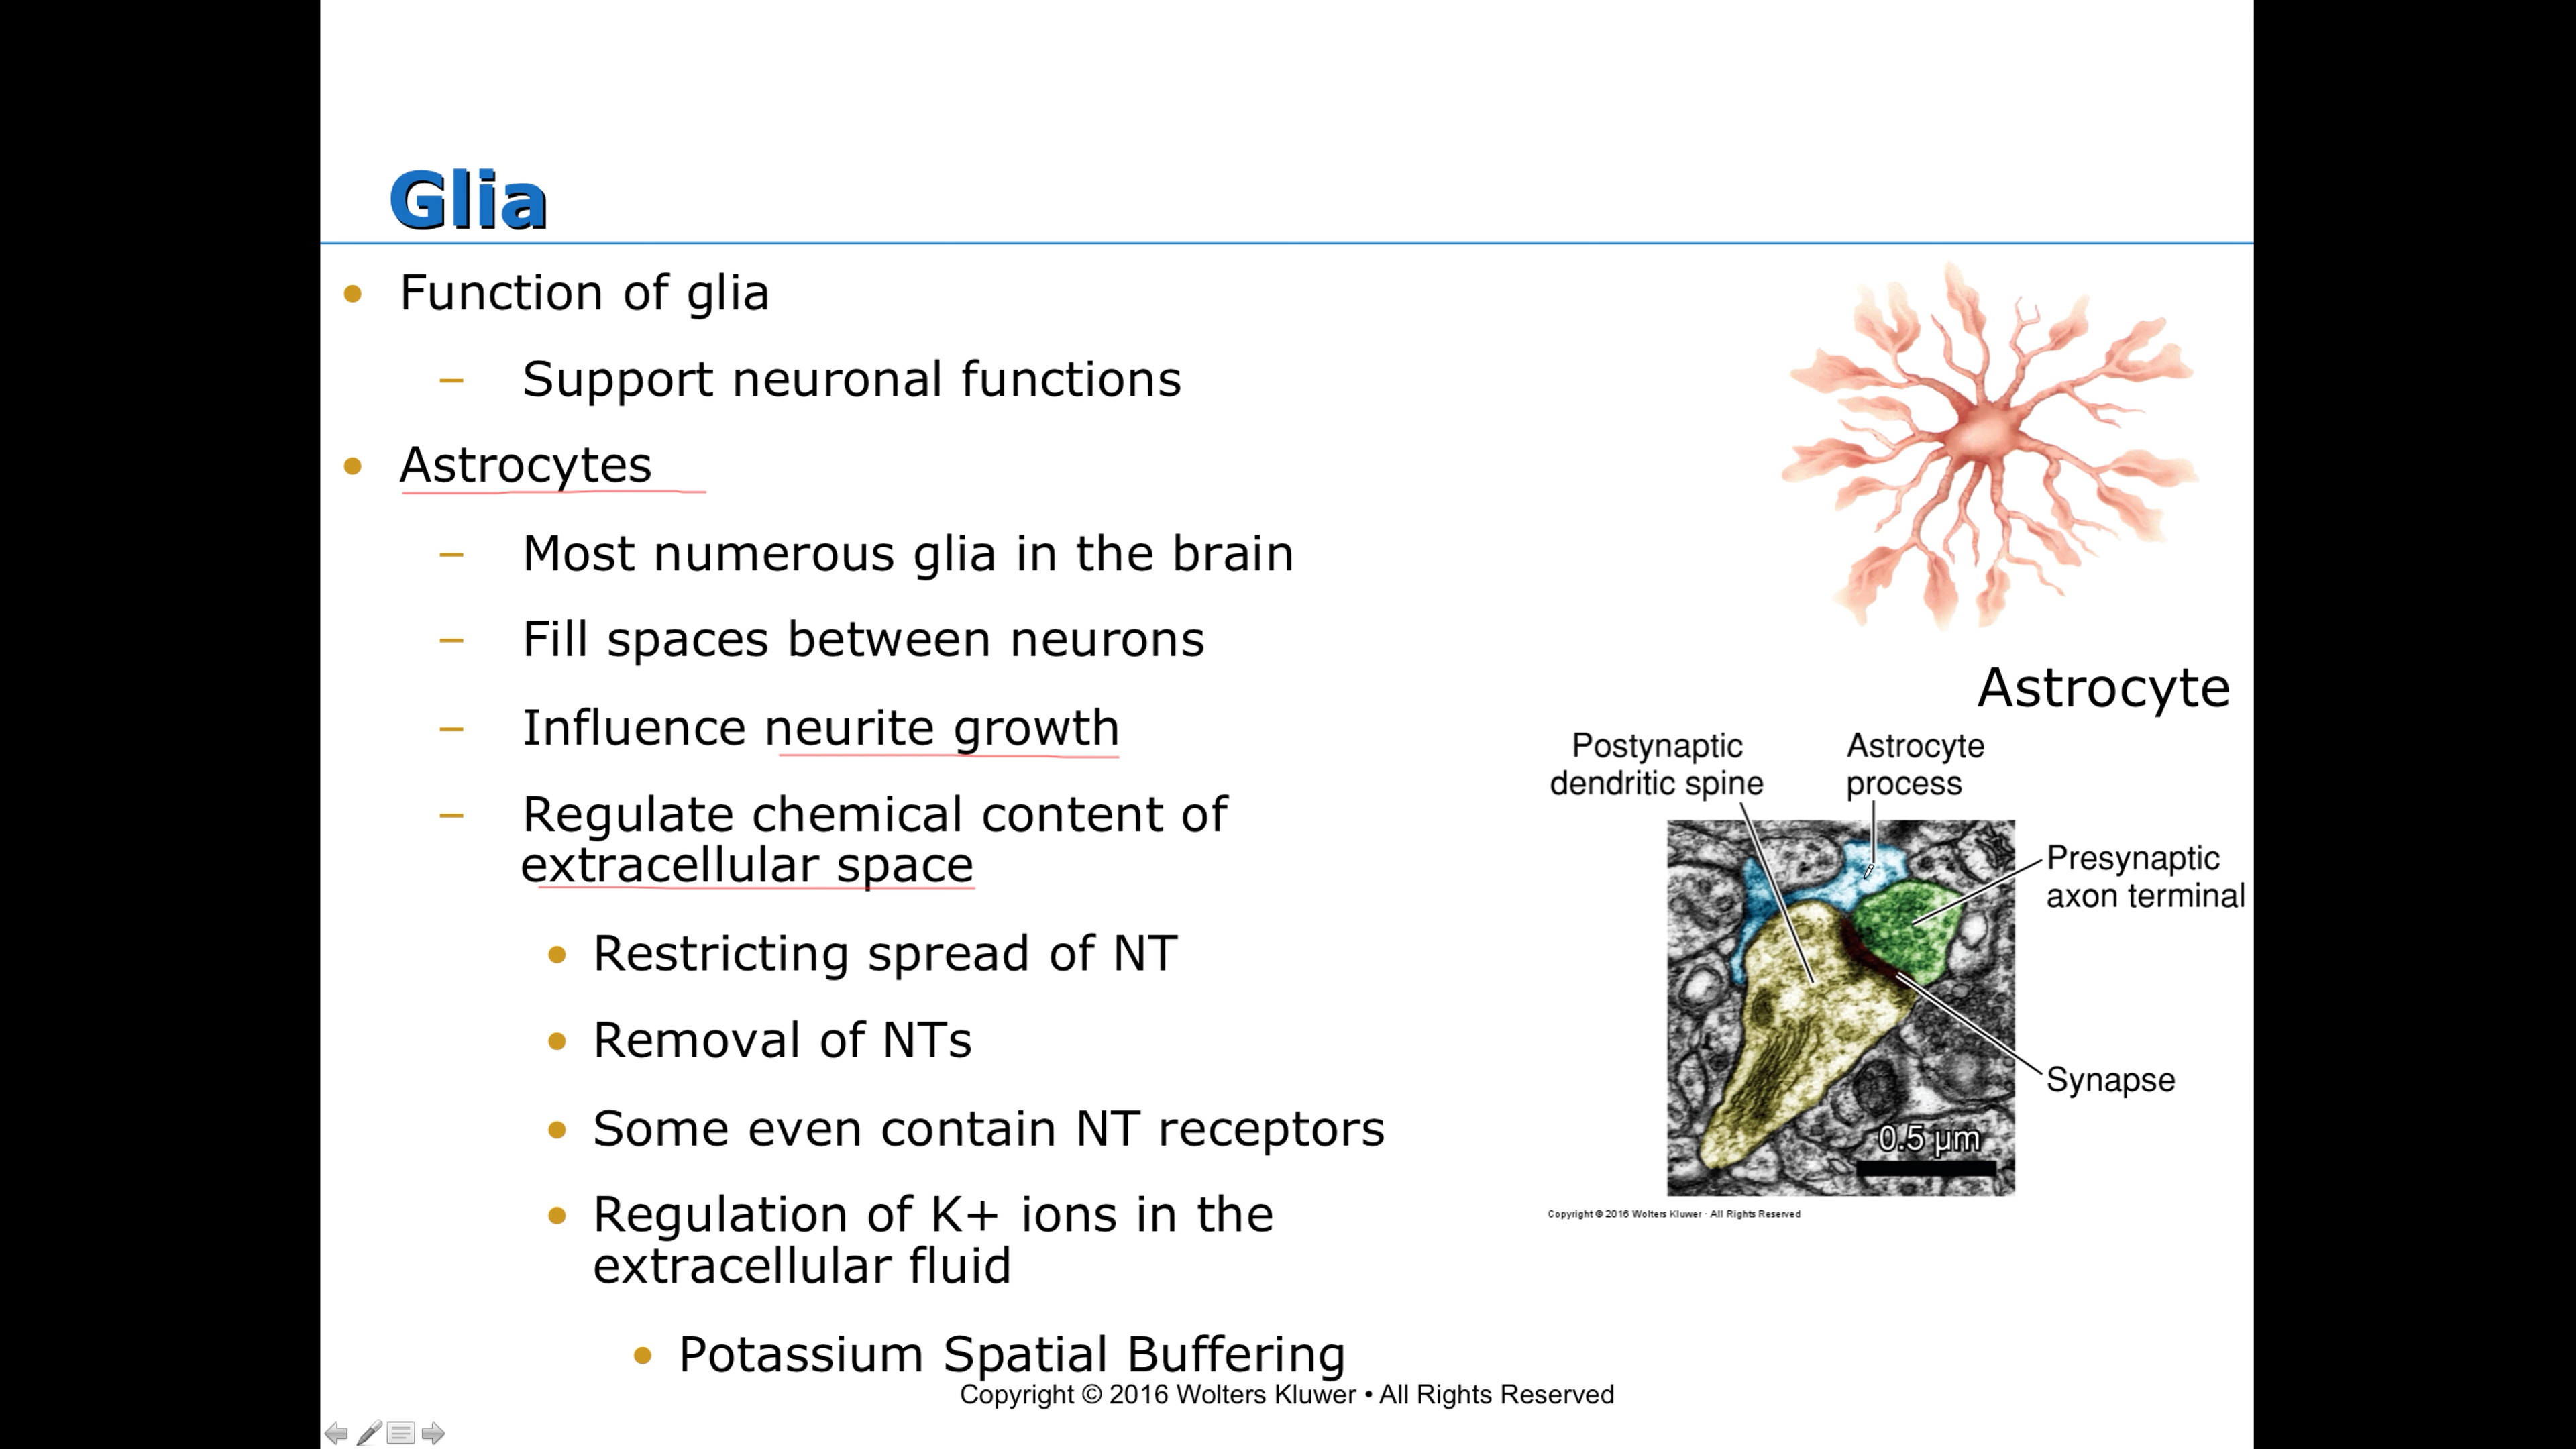 Glia
• Function of glia
– Support neuronal functions
• Astrocytes
– Most numerous glia in the brain
– Fill spaces between neurons
– Influence neurite growth
– Regulate chemical content of
extracellular space
• Restricting spread of NT
• Removal of NTs
• Some even contain NT receptors
• Regulation of K+ ions in the
extracellular fluid
• Potassium Spatial Buffering
Astrocyte
Postynaptic
dendritic spine
Astrocyte
process
Presynaptic
axon terminal
Synapse
0.5 µm
Copyright © 2016 Wolters Kluwer · All Rights Reserved
Copyright © 2016 Wolters Kluwer • All Rights Reserved